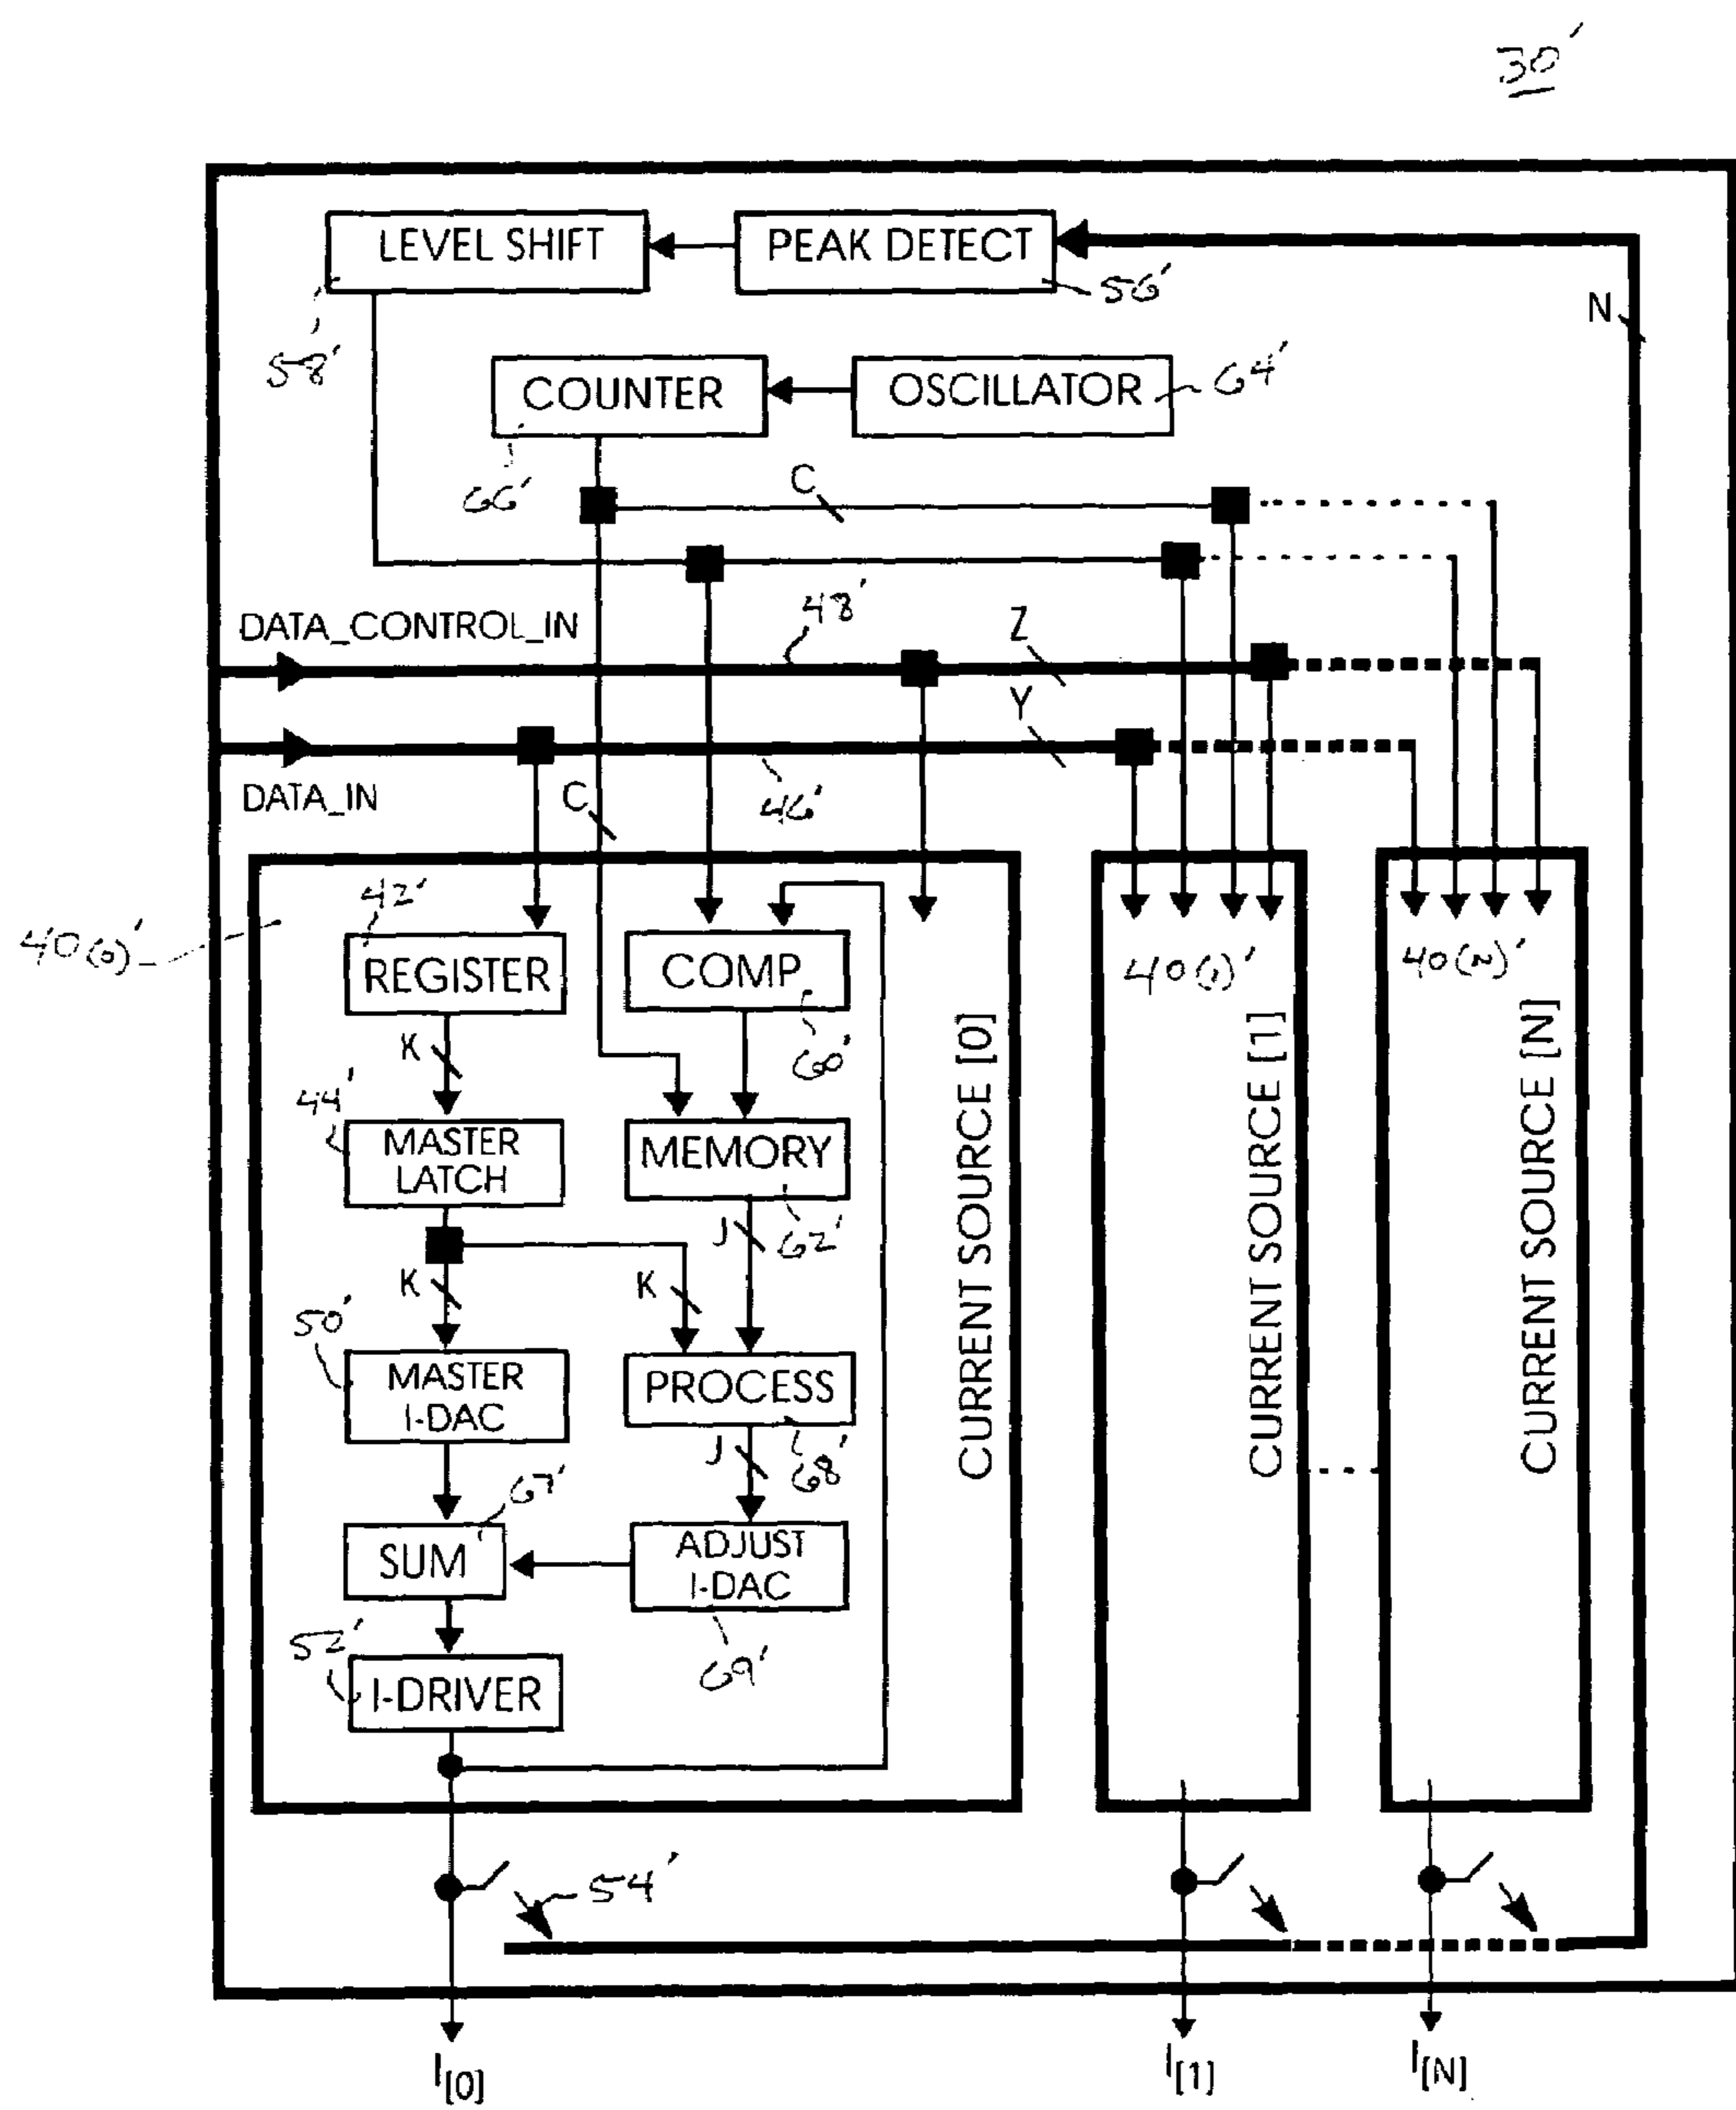 30'
LEVEL SHIFT
PEAK DETECT
56'
58'
N
COUNTER
OSCILLATOR
64'
66'
C
DATA_CONTROL_IN
48'
Z
Y
DATA_IN
C
46'
40(0)'
42'
REGISTER
COMP
60'
K
44'
MASTER
LATCH
MEMORY
J
62'
K
K
50'
MASTER
I-DAC
PROCESS
J
68'
67'
SUM
ADJUST
I-DAC
69'
52'
I-DRIVER
CURRENT SOURCE [0]
40(1)'
CURRENT SOURCE [1]
40(N)'
CURRENT SOURCE [N]
54'
I[0]
I[1]
I[N]